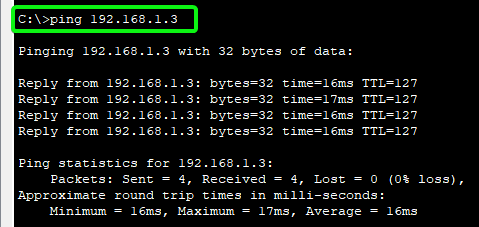 C:\>ping 192.168.1.3
Pinging 192.168.1.3 with 32 bytes of data:
Reply from 192.168.1.3: bytes=32 time=16ms TTL=127
Reply from 192.168.1.3: bytes=32 time=17ms TTL=127
Reply from 192.168.1.3: bytes=32 time=16ms TTL=127
Reply from 192.168.1.3: bytes=32 time=16ms TTL=127
Ping statistics for 192.168.1.3:
Packets: Sent = 4, Received = 4, Lost = 0 (0% loss),
Approximate round trip times in milli-seconds:
Minimum = 16ms, Maximum = 17ms, Average = 16ms